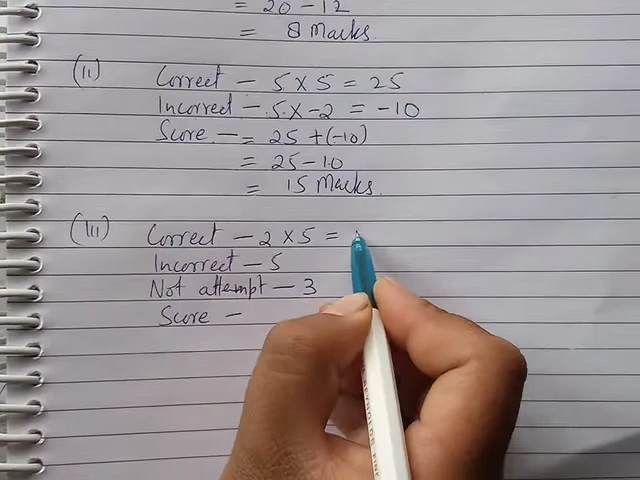 = 20 - 12
= 8 Marks.
(ii) Correct - 5 x 5 = 25
Incorrect - 5 x -2 = -10
Score - = 25 + (-10)
= 25 - 10
= 15 Marks.
(iii) Correct - 2 x 5 =
Incorrect - 5
Not attempt - 3
Score -